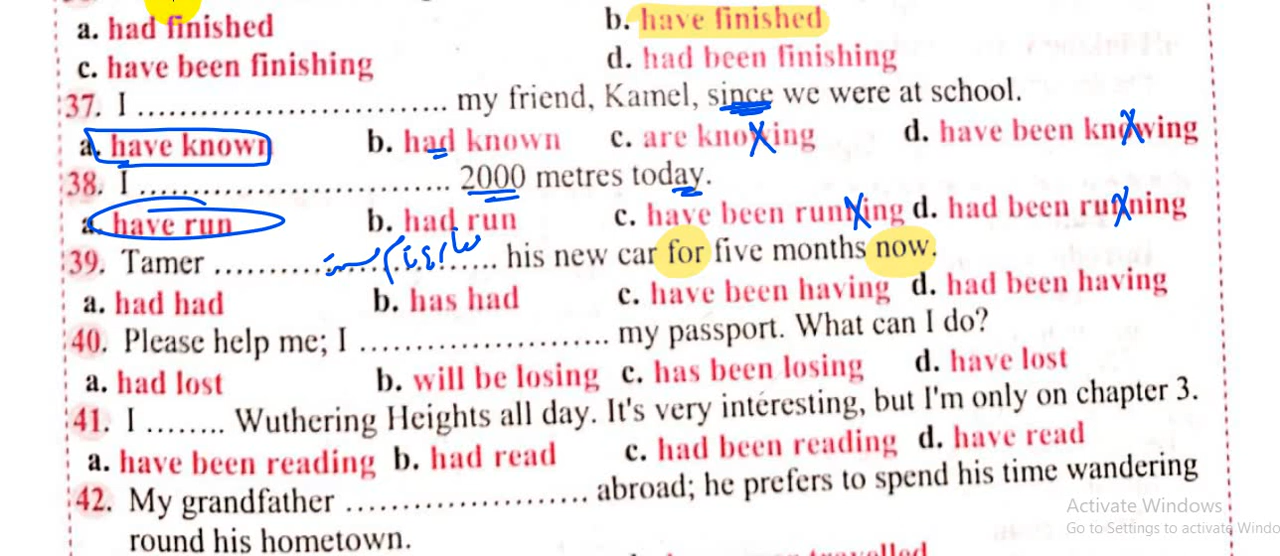 a. had finished b. have finished
c. have been finishing d. had been finishing
37. I .............................. my friend, Kamel, since we were at school.
a. have known b. had known c. are knowing d. have been knowing
38. I .............................. 2000 metres today.
a. have run b. had run c. have been running d. had been running
39. Tamer .............................. his new car for five months now.
a. had had b. has had c. have been having d. had been having
40. Please help me; I .......................... my passport. What can I do?
a. had lost b. will be losing c. has been losing d. have lost
41. I ........ Wuthering Heights all day. It's very interesting, but I'm only on chapter 3.
a. have been reading b. had read c. had been reading d. have read
42. My grandfather .......................... abroad; he prefers to spend his time wandering
round his hometown.
Activate Windows
Go to Settings to activate Windo